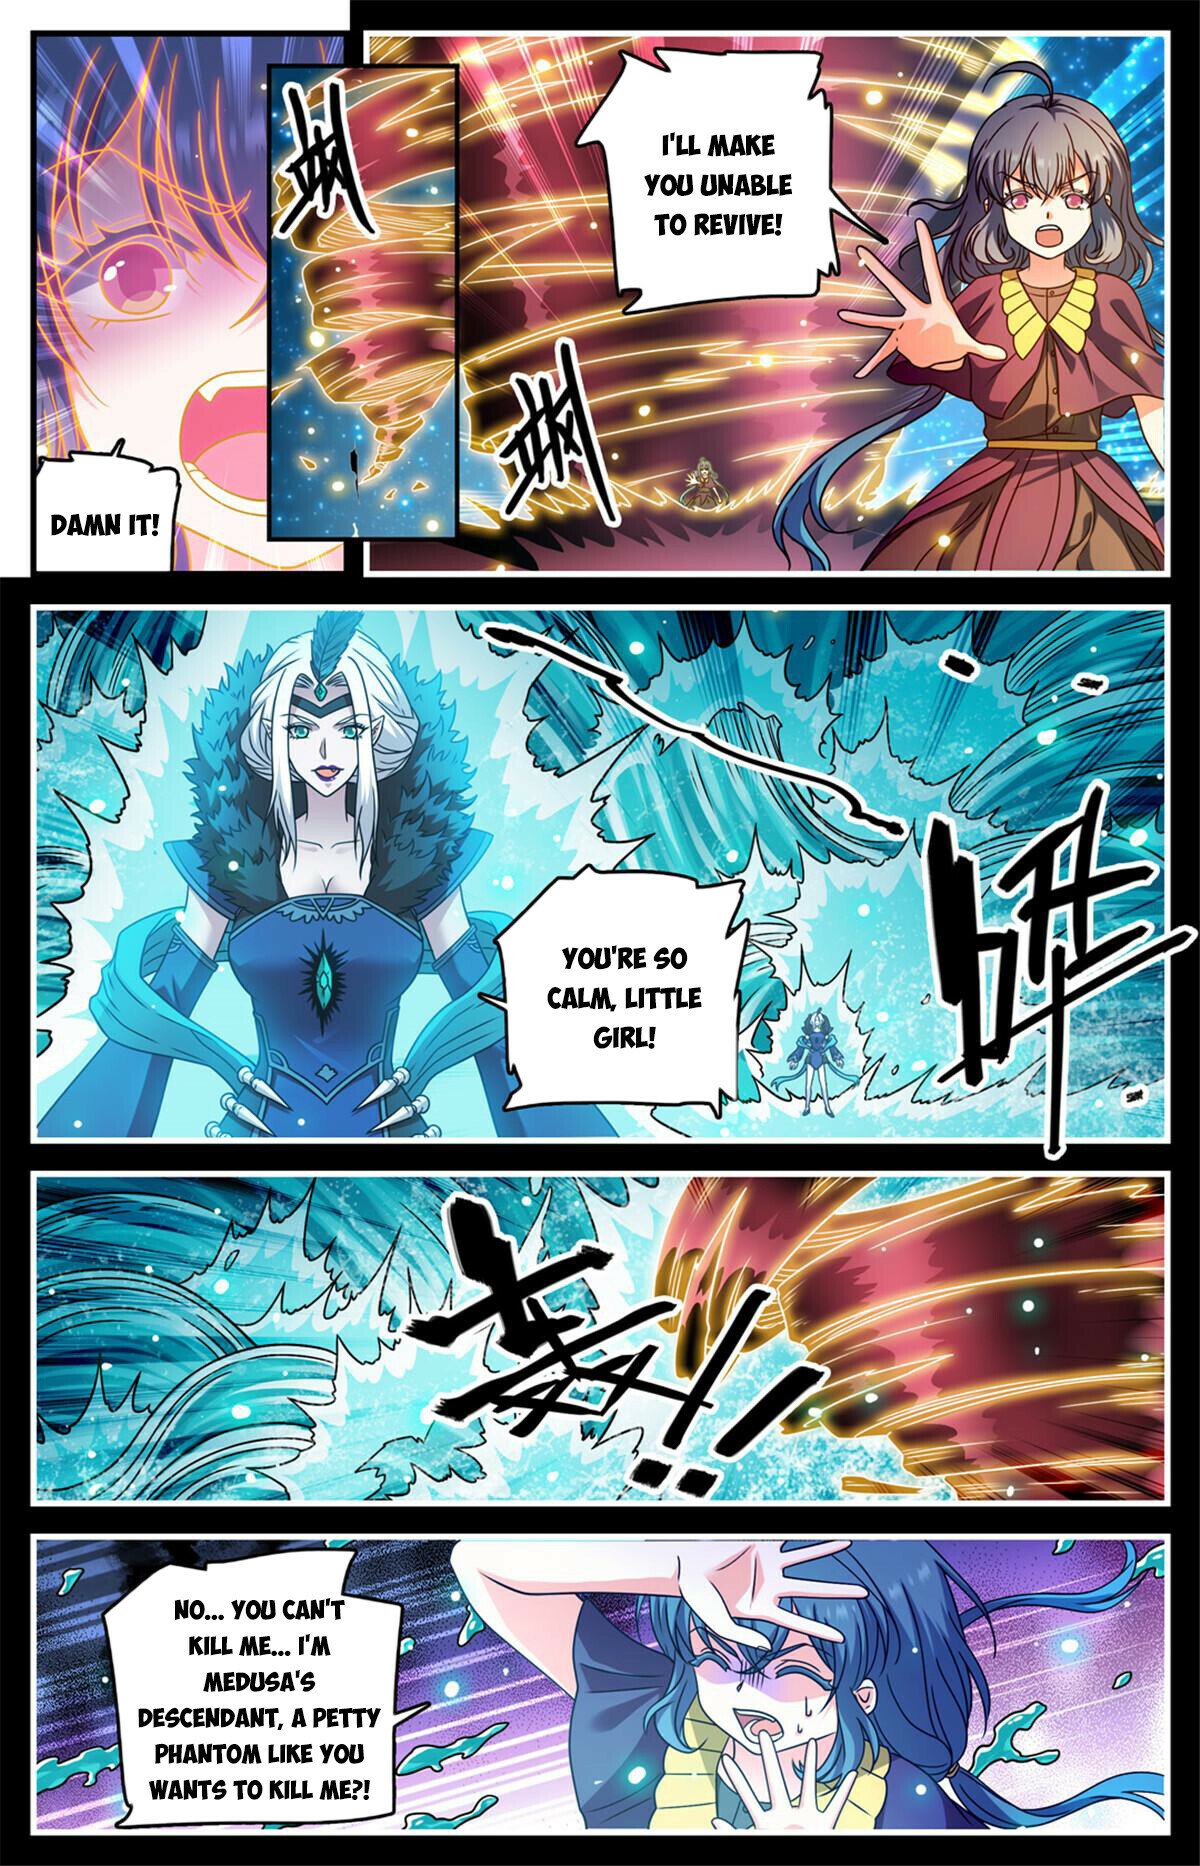 DAMN IT!
I'LL MAKE
YOU UNABLE
TO REVIVE!
YOU'RE SO
CALM, LITTLE
GIRL!
NO... YOU CAN'T
KILL ME... I'M
MEDUSA'S
DESCENDANT, A PETTY
PHANTOM LIKE YOU
WANTS TO KILL ME?!